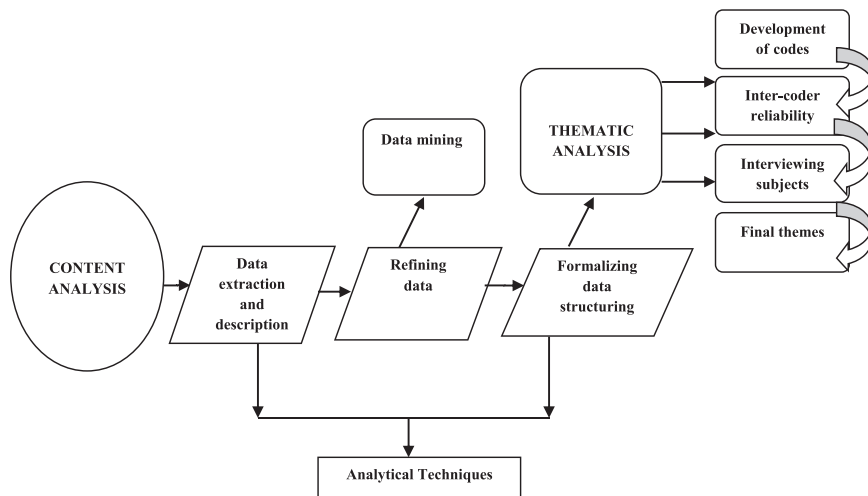 Development
of codes
Inter-coder
reliability
THEMATIC
ANALYSIS
Data mining
Interviewing
subjects
Final themes
CONTENT
ANALYSIS
Data
extraction
and
description
Refining
data
Formalizing
data
structuring
Analytical Techniques